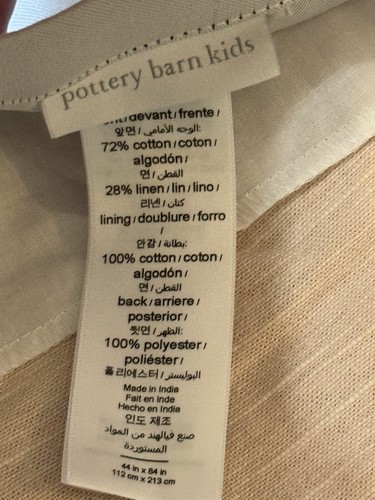 pottery barn kids
/devant/frente/
앞면/الوجه الأمامي:
72% cotton/coton/
algodón/
면/القطن
28% linen/lin/lino/
리넨/كتان
lining/doublure/forro
/
안감/بطانة:
100% cotton/coton/
algodón/
면/القطن
back/arriere/
posterior/
뒷면/الظهر:
100% polyester/
poliéster/
폴리에스터/البوليستر
Made in India
Fait en Inde
Hecho en India
인도 제조
صنع فيالهند من المواد
المستوردة
44 in x 84 in
112 cm x 213 cm